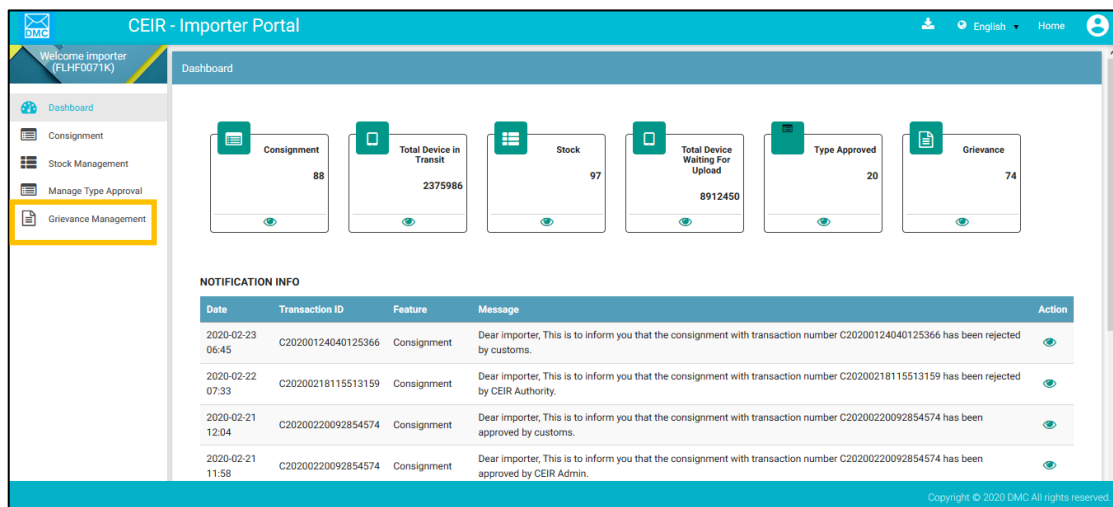 DMC
CEIR - Importer Portal
English
Home
Welcome importer
(FLHF0071K)
Dashboard
Dashboard
Consignment
Stock Management
Manage Type Approval
Grievance Management
Consignment
88
Total Device in
Transit
2375986
Stock
97
Total Device
Waiting For
Upload
8912450
Type Approved
20
Grievance
74
NOTIFICATION INFO
Date Transaction ID Feature Message Action
2020-02-23
06:45
C20200124040125366 Consignment
Dear importer, This is to inform you that the consignment with transaction number C20200124040125366 has been rejected
by customs.
2020-02-22
07:33
C20200218115513159 Consignment
Dear importer, This is to inform you that the consignment with transaction number C20200218115513159 has been rejected
by CEIR Authority.
2020-02-21
12:04
C20200220092854574 Consignment
Dear importer, This is to inform you that the consignment with transaction number C20200220092854574 has been
approved by customs.
2020-02-21
11:58
C20200220092854574 Consignment
Dear importer, This is to inform you that the consignment with transaction number C20200220092854574 has been
approved by CEIR Admin.
Copyright © 2020 DMC All rights reserved.